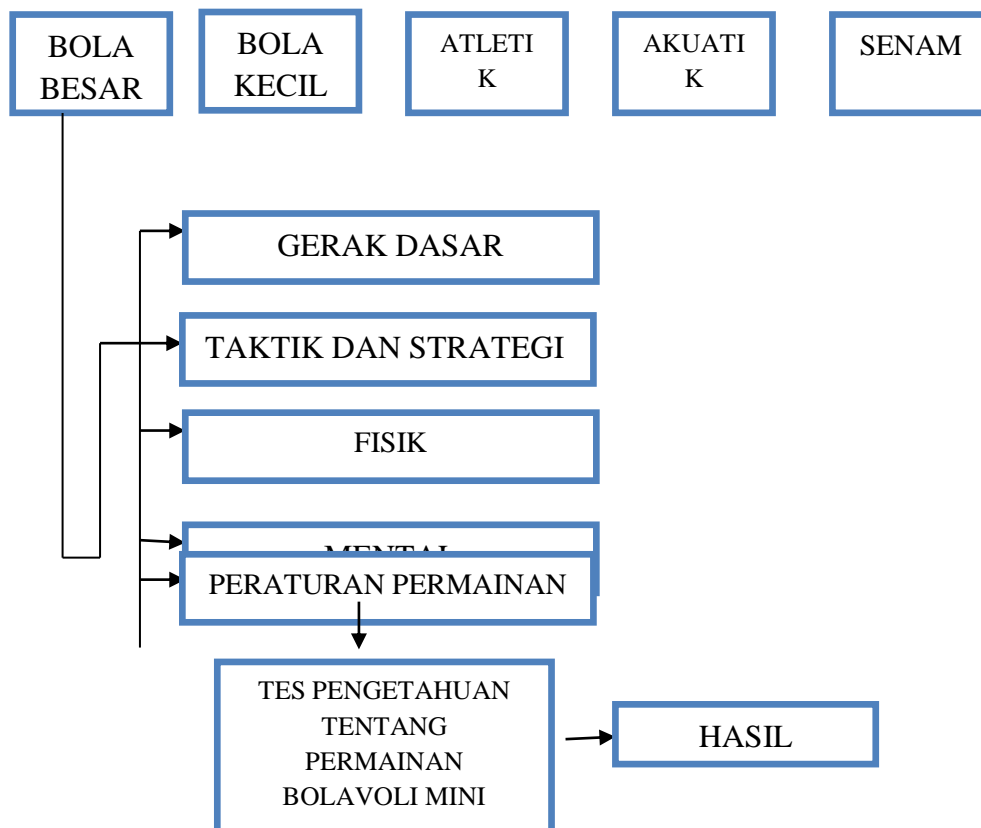 BOLA
BESAR
BOLA
KECIL
ATLETI
K
AKUATI
K
SENAM
GERAK DASAR
TAKTIK DAN STRATEGI
FISIK
MENTAL
PERATURAN PERMAINAN
TES PENGETAHUAN
TENTANG
PERMAINAN
BOLAVOLI MINI
HASIL